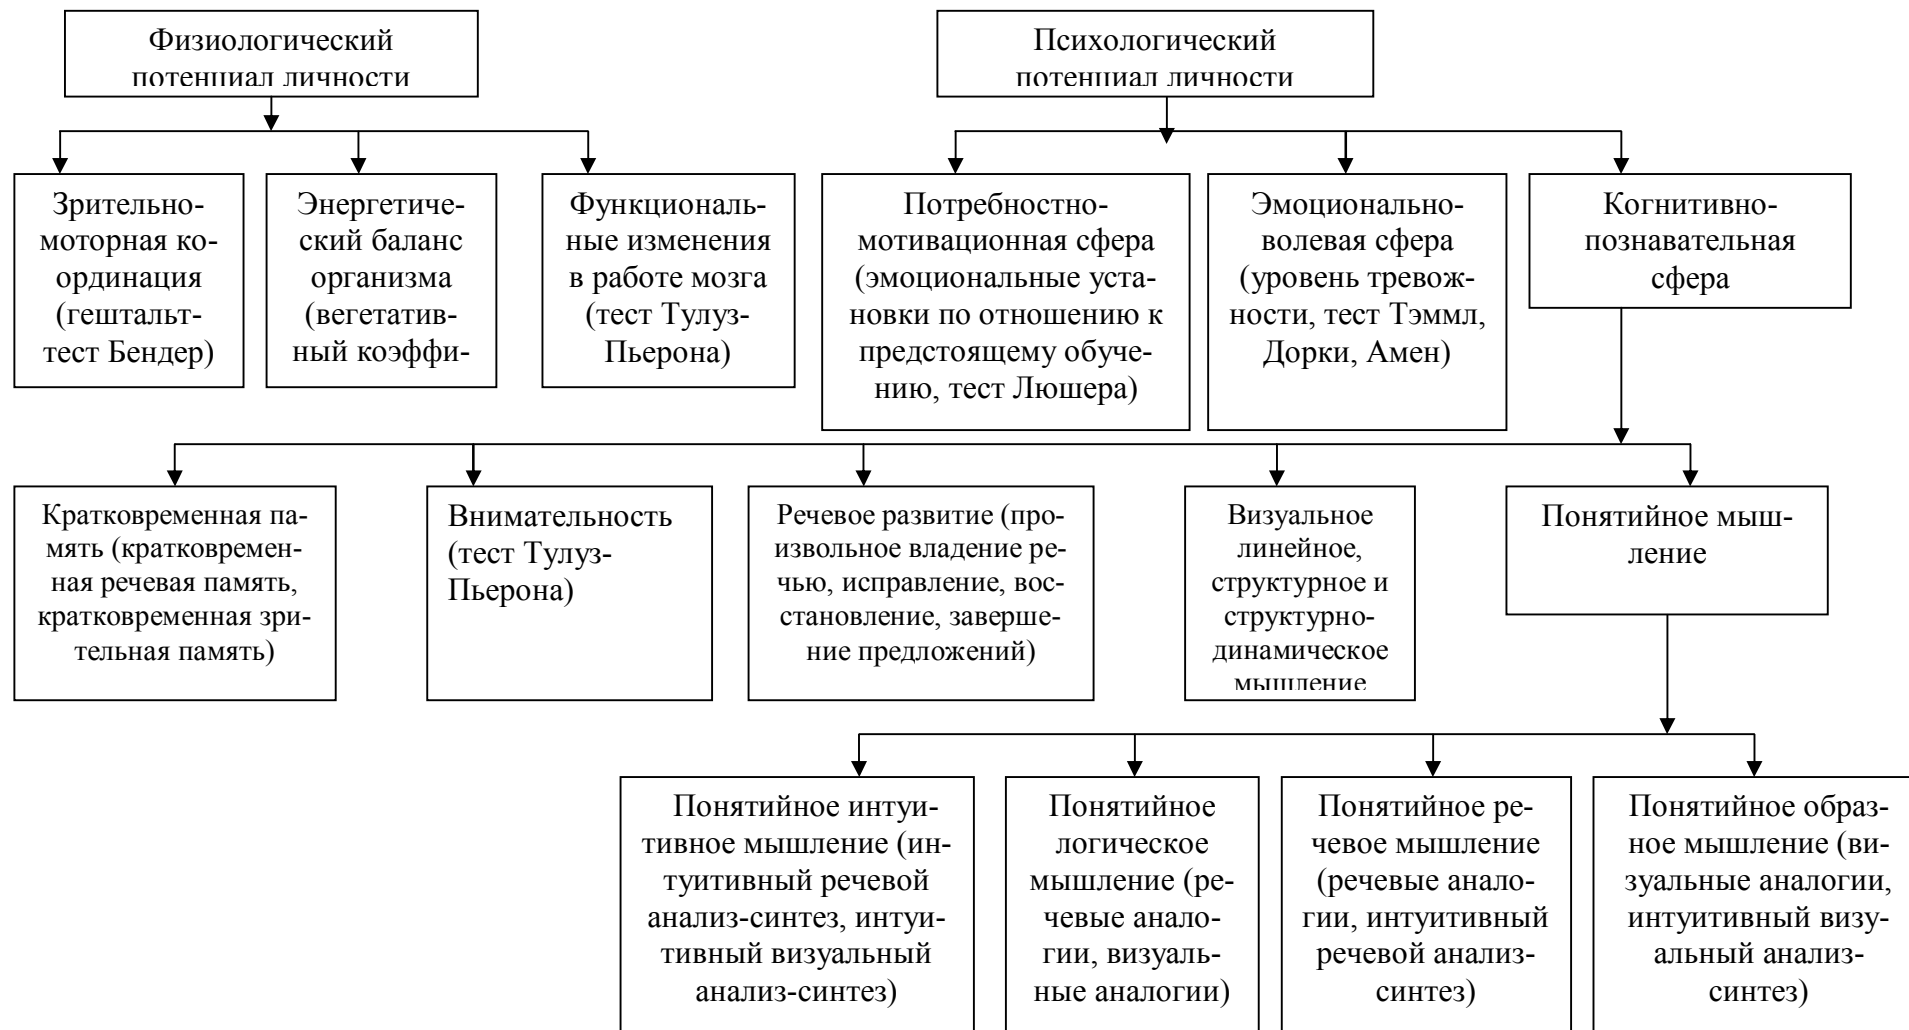 Физиологический
потенциал личности
Психологический
потенциал личности
Зрительно-
моторная ко-
ординация
(гештальт-
тест Бендер)
Энергетиче-
ский баланс
организма
(вегетатив-
ный коэффи-
Функциональ-
ные изменения
в работе мозга
(тест Тулуз-
Пьерона)
Потребностно-
мотивационная сфера
(эмоциональные уста-
новки по отношению к
предстоящему обуче-
нию, тест Люшера)
Эмоционально-
волевая сфера
(уровень тревож-
ности, тест Тэммл,
Дорки, Амен)
Когнитивно-
познавательная
сфера
Кратковременная па-
мять (кратковремен-
ная речевая память,
кратковременная зри-
тельная память)
Внимательность
(тест Тулуз-
Пьерона)
Речевое развитие (про-
извольное владение ре-
чью, исправление, вос-
становление, заверше-
ние предложений)
Визуальное
линейное,
структурное и
структурно-
динамическое
мышление
Понятийное мыш-
ление
Понятийное интуи-
тивное мышление (ин-
туитивный речевой
анализ-синтез, интуи-
тивный визуальный
анализ-синтез)
Понятийное
логическое
мышление (ре-
чевые анало-
гии, визуаль-
ные аналогии)
Понятийное ре-
чевое мышление
(речевые анало-
гии, интуитивный
речевой анализ-
синтез)
Понятийное образ-
ное мышление (ви-
зуальные аналогии,
интуитивный визу-
альный анализ-
синтез)